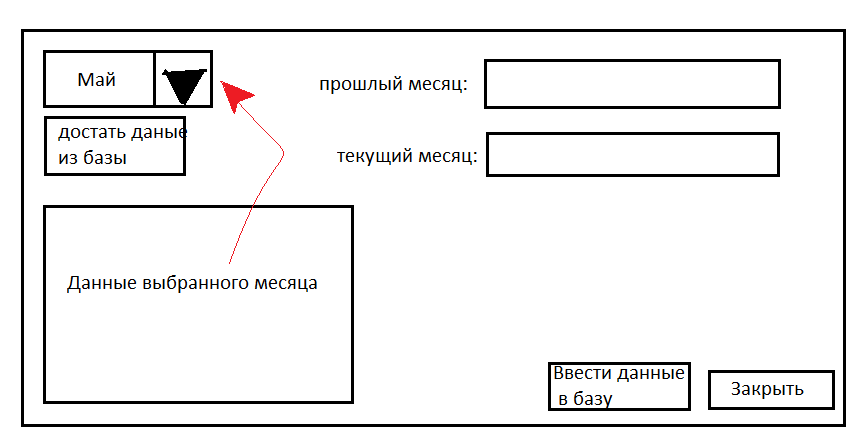 Май
прошлый месяц:
достать даные
из базы
текущий месяц:
Данные выбранного месяца
Ввести данные
в базу
Закрыть